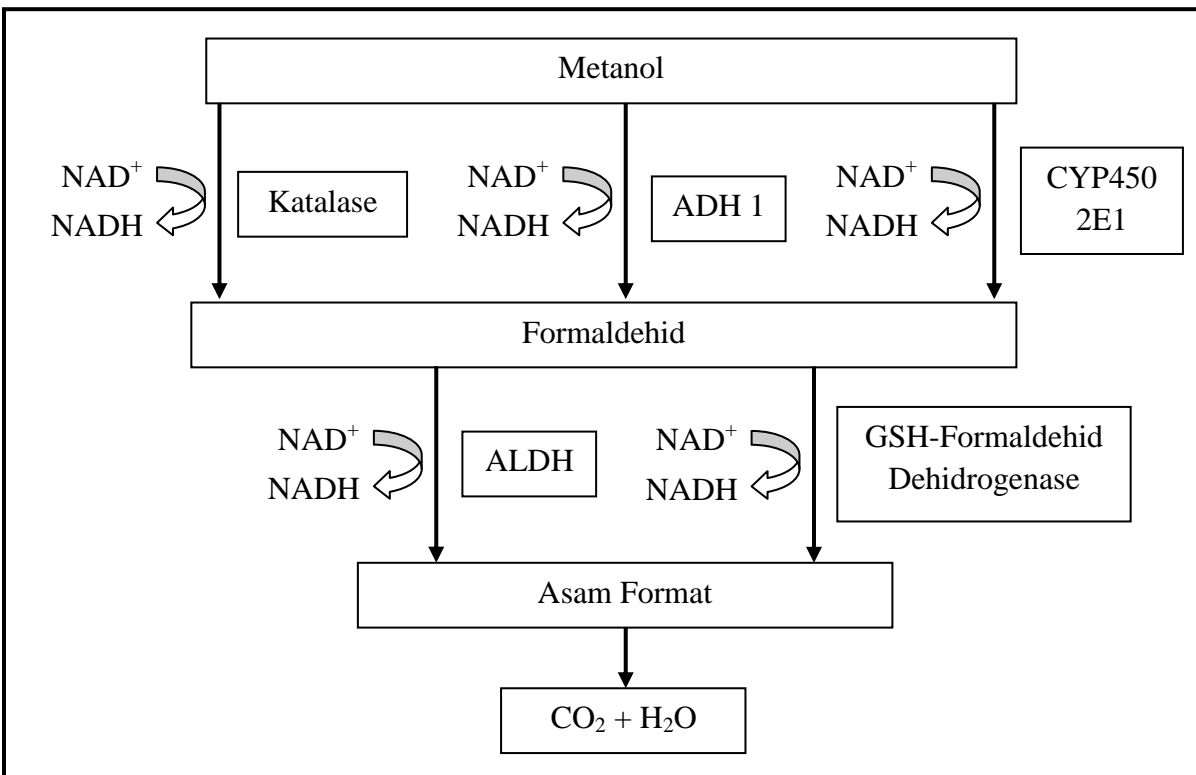 Metanol
NAD⁺
NADH
Katalase
NAD⁺
NADH
ADH 1
NAD⁺
NADH
CYP450
2E1
Formaldehid
NAD⁺
NADH
ALDH
NAD⁺
NADH
GSH-Formaldehid
Dehidrogenase
Asam Format
CO₂ + H₂O